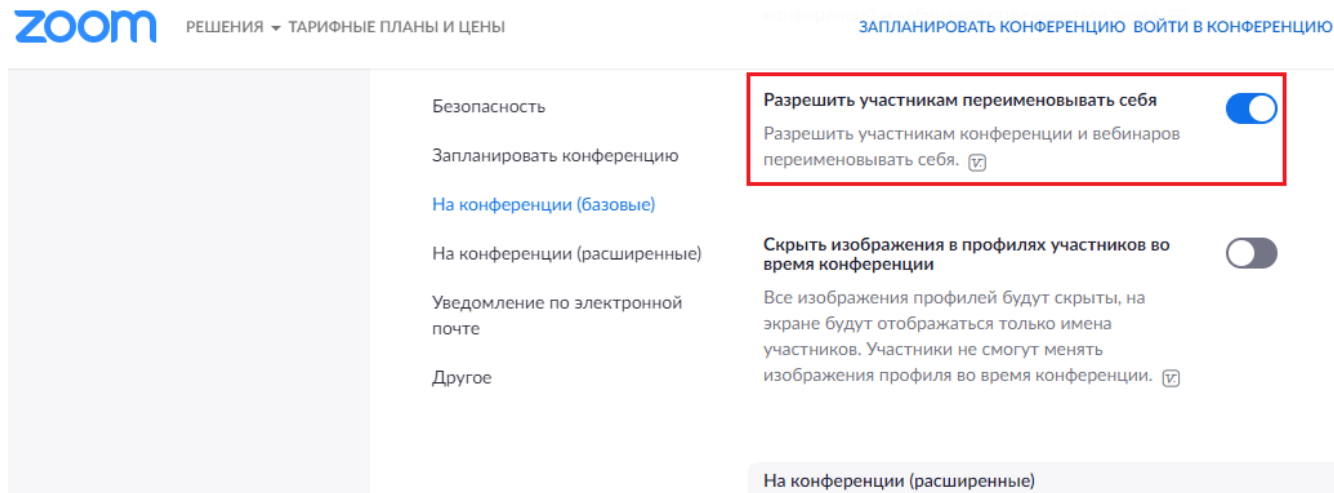 zoom РЕШЕНИЯ ТАРИФНЫЕ ПЛАНЫ И ЦЕНЫ ЗАПЛАНИРОВАТЬ КОНФЕРЕНЦИЮ ВОЙТИ В КОНФЕРЕНЦИЮ
Безопасность
Запланировать конференцию
На конференции (базовые)
На конференции (расширенные)
Уведомление по электронной
почте
Другое
Разрешить участникам переименовывать себя
Разрешить участникам конференции и вебинаров
переименовывать себя.
Скрыть изображения в профилях участников во
время конференции
Все изображения профилей будут скрыты, на
экране будут отображаться только имена
участников. Участники не смогут менять
изображения профиля во время конференции.
На конференции (расширенные)